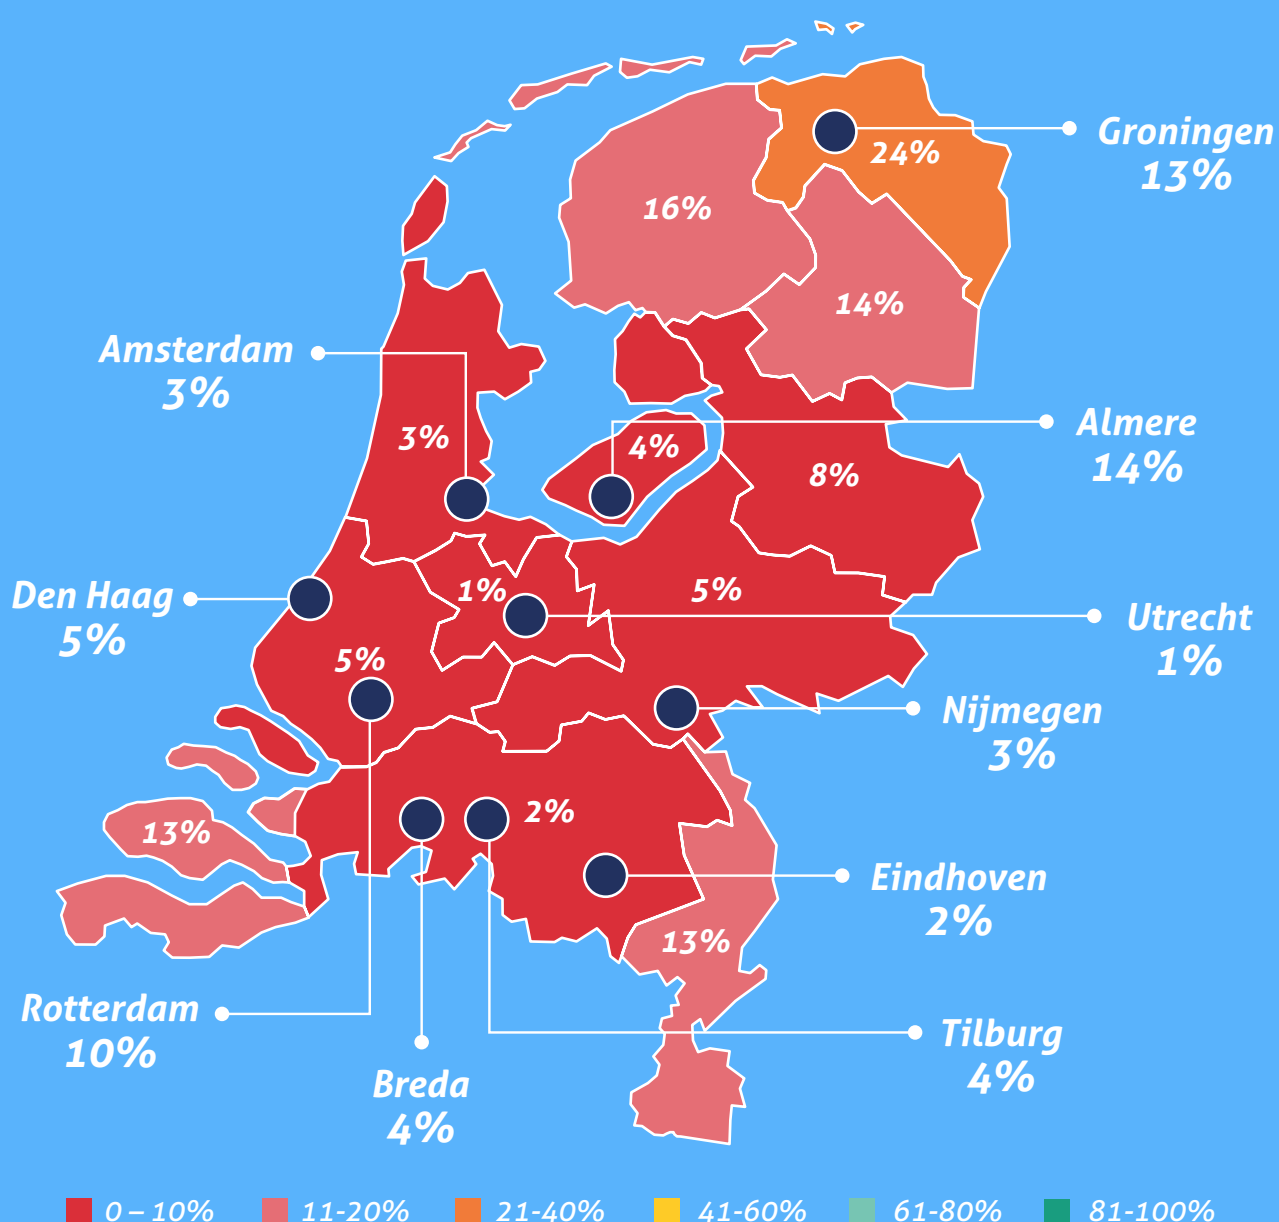 Groningen
13%
24%
16%
14%
Amsterdam
3%
3%
4%
Almere
14%
8%
Den Haag
5%
1%
5%
Utrecht
1%
5%
Nijmegen
3%
13%
2%
Eindhoven
2%
13%
Rotterdam
10%
Tilburg
4%
Breda
4%
0 – 10% 11-20% 21-40% 41-60% 61-80% 81-100%